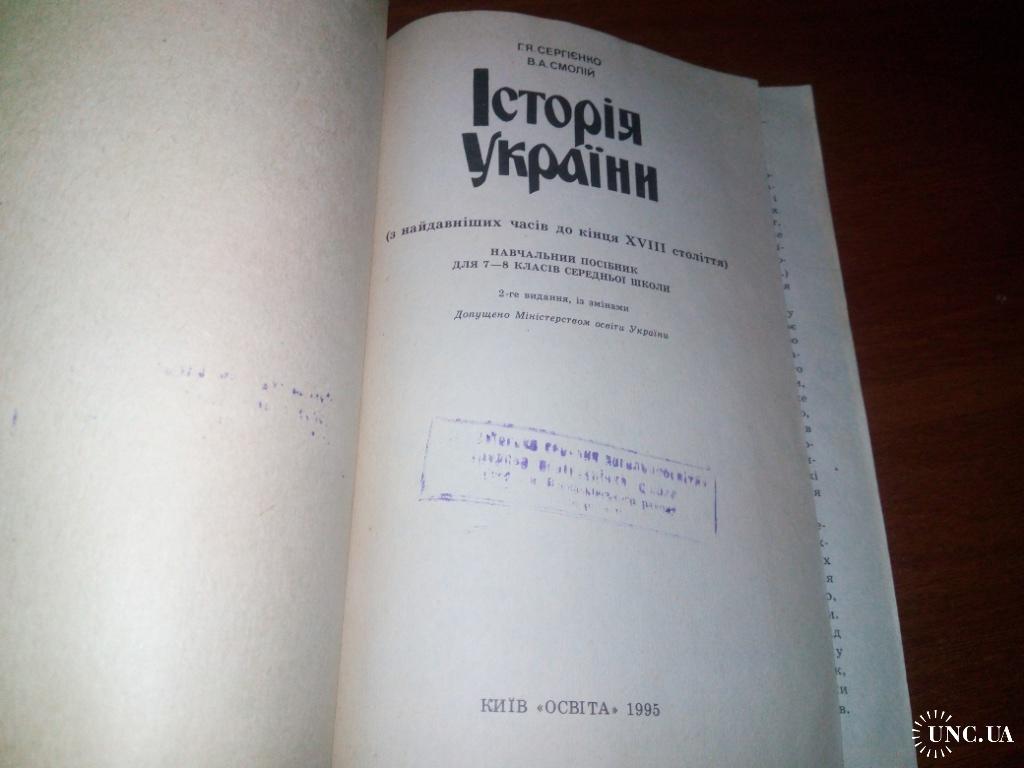 Г.Я.СЕРГІЄНКО
В.А.СМОЛІЙ
Історія
України
(з найдавніших часів до кінця XVIII століття)
НАВЧАЛЬНИЙ ПОСІБНИК
ДЛЯ 7—8 КЛАСІВ СЕРЕДНЬОЇ ШКОЛИ
2-ге видання, із змінами
Допущено Міністерством освіти України
КИЇВ «ОСВІТА» 1995
UNC.UA